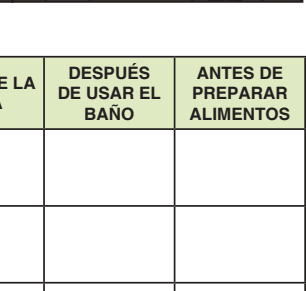 E LA
DESPUÉS
DE USAR EL
BAÑO
ANTES DE
PREPARAR
ALIMENTOS